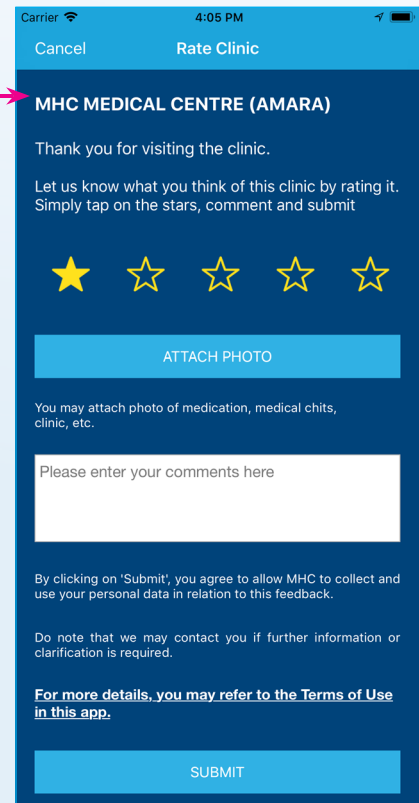 Carrier 4:05 PM
Cancel Rate Clinic
MHC MEDICAL CENTRE (AMARA)
Thank you for visiting the clinic.
Let us know what you think of this clinic by rating it.
Simply tap on the stars, comment and submit
ATTACH PHOTO
You may attach photo of medication, medical chits,
clinic, etc.
Please enter your comments here
By clicking on 'Submit', you agree to allow MHC to collect and
use your personal data in relation to this feedback.
Do note that we may contact you if further information or
clarification is required.
For more details, you may refer to the Terms of Use
in this app.
SUBMIT